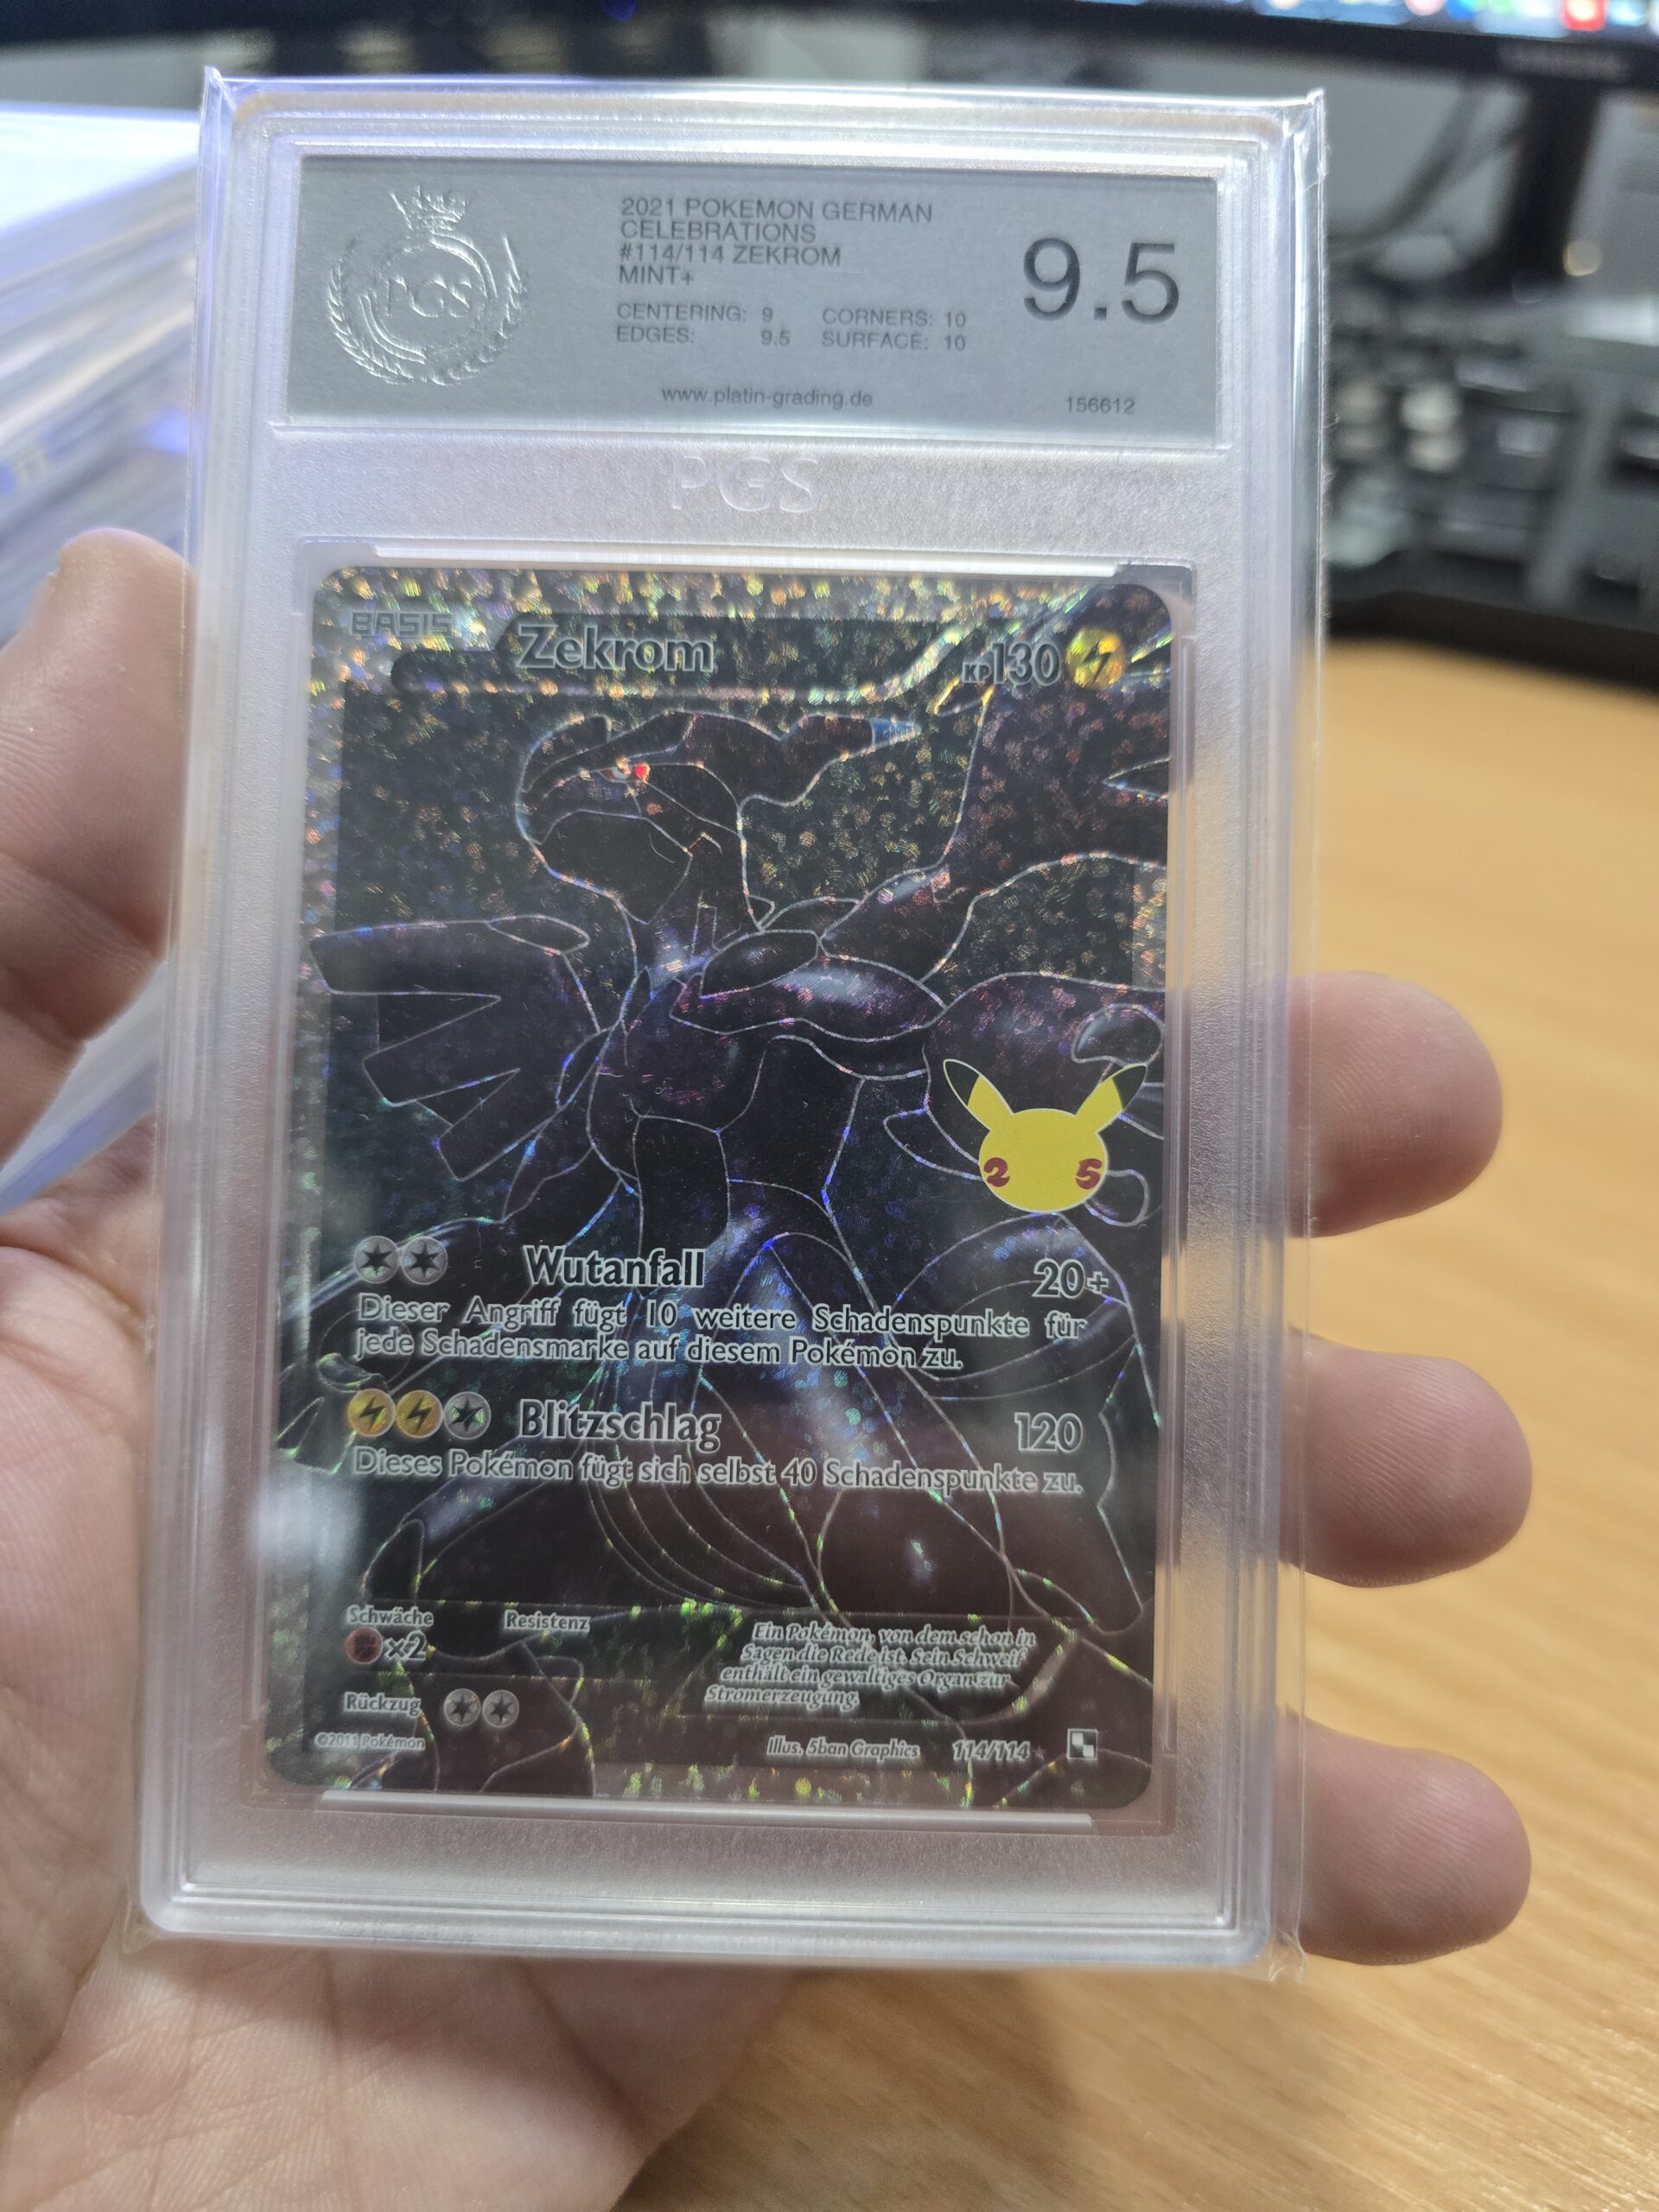 PGS
2021 POKEMON GERMAN
CELEBRATIONS
#114/114 ZEKROM
MINT+
9.5
CENTERING: 9 CORNERS: 10
EDGES: 9.5 SURFACE: 10
www.platin-grading.de
156612
PGS
BASIS
Zekrom
KP130
25
Wutanfall 20+
Dieser Angriff fügt 10 weitere Schadenspunkte für
jede Schadensmarke auf diesem Pokémon zu.
Blitzschlag 120
Dieses Pokémon fügt sich selbst 40 Schadenspunkte zu.
Schwäche Resistenz
x2
Ein Pokémon, von dem schon in
Sagen die Rede ist. Sein Schweif
enthält ein gewaltiges Organ zur
Stromerzeugung.
Rückzug
©2011 Pokémon
Illus. 5ban Graphics 114/114